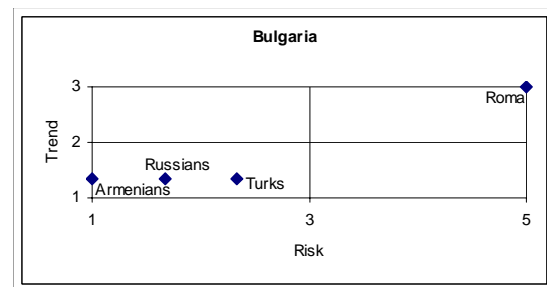 Bulgaria
3
Roma
Trend
2
Russians
Turks
Armenians
1
1
3
5
Risk